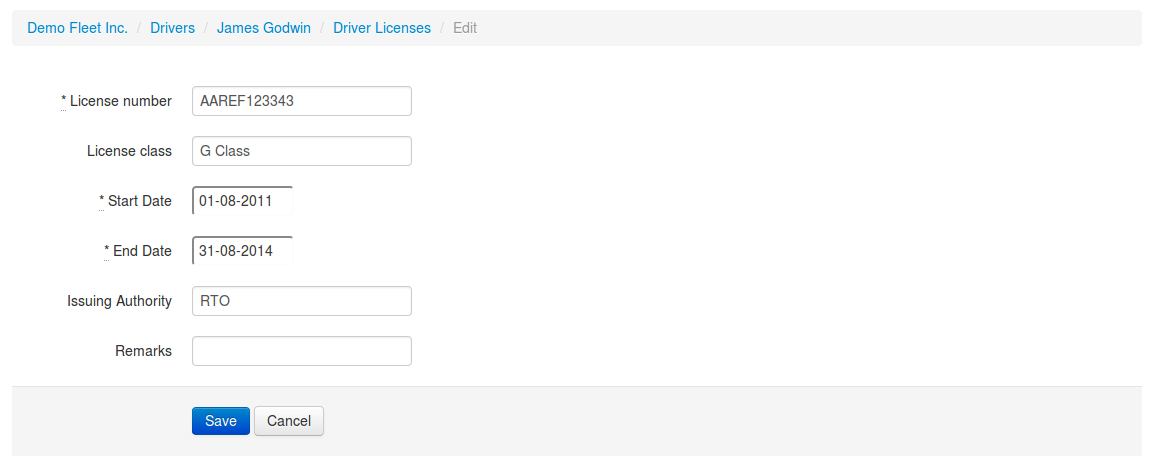 Demo Fleet Inc. / Drivers / James Godwin / Driver Licenses / Edit
* License number AAREF123343
License class G Class
* Start Date 01-08-2011
* End Date 31-08-2014
Issuing Authority RTO
Remarks
Save Cancel